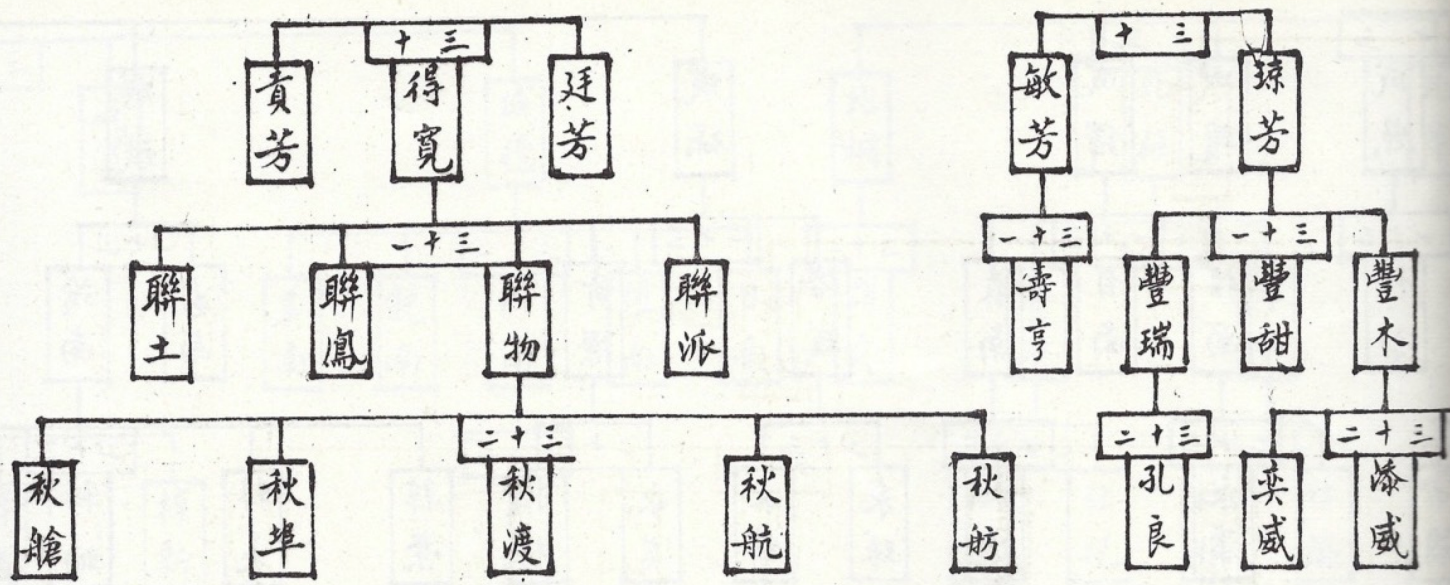 三十
琼芳
敏芳
三十
廷芳
得寬
責芳
三十一
豐木
豐甜
豐瑞
三十一
壽亨
三十一
聯派
聯物
聯鳳
聯土
三十二
添威
奕威
三十二
孔良
三十二
秋舫
秋航
秋渡
秋埠
秋艙